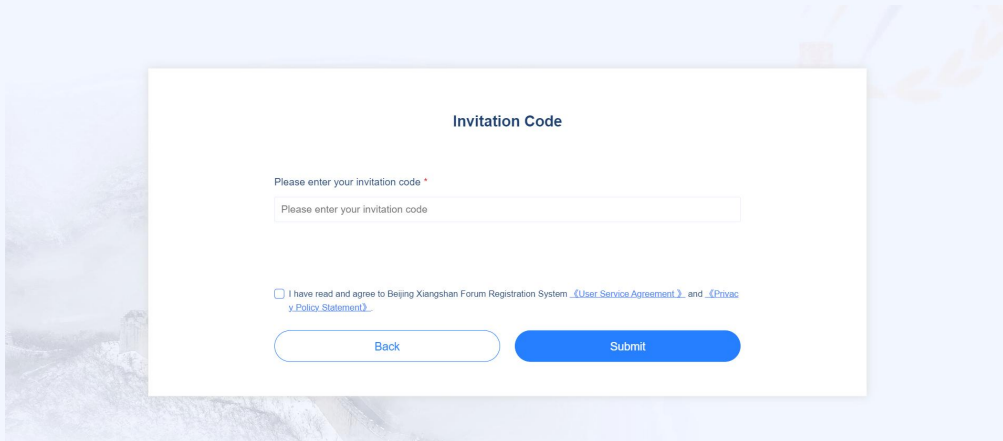 Invitation Code
Please enter your invitation code *
Please enter your invitation code
I have read and agree to Beijing Xiangshan Forum Registration System 《User Service Agreement 》 and 《Privac
y Policy Statement》.
Back Submit